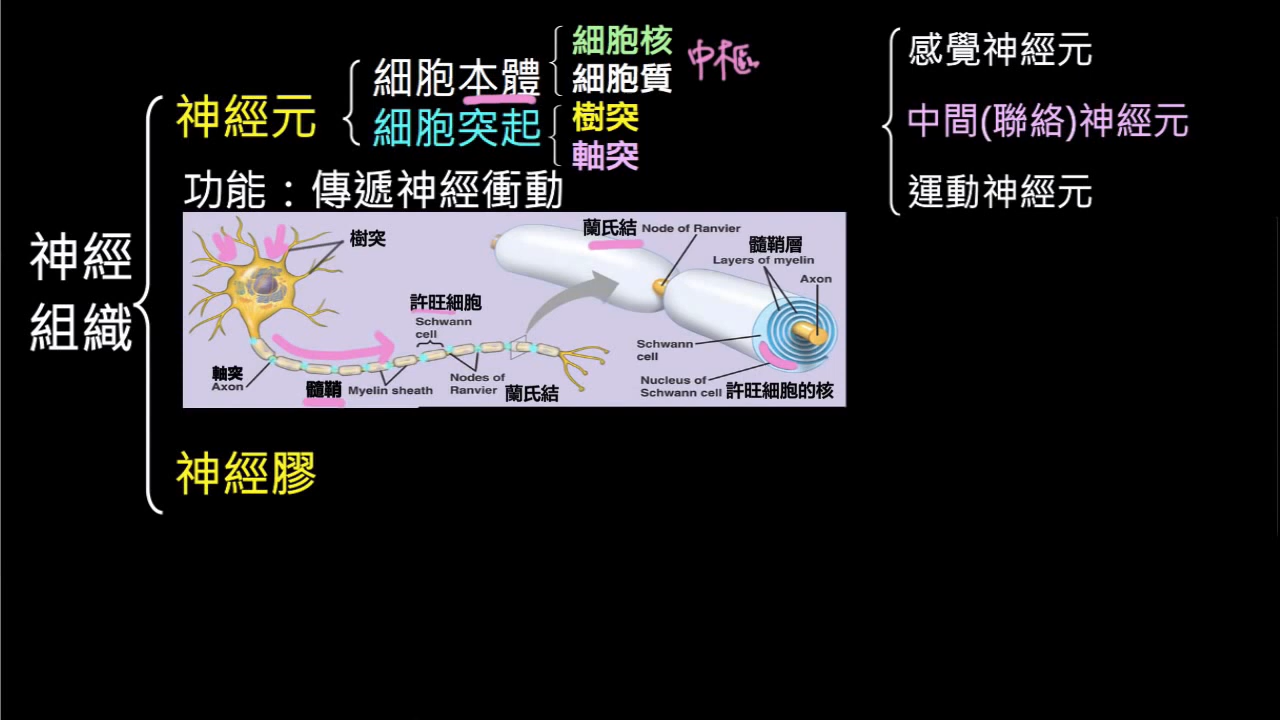 神經
組織
神經元
細胞本體
細胞核
細胞質
中樞
細胞突起
樹突
軸突
功能：傳遞神經衝動
感覺神經元
中間(聯絡)神經元
運動神經元
樹突
軸突
Axon
髓鞘
Myelin sheath
許旺細胞
Schwann
cell
Nodes of
Ranvier
蘭氏結
蘭氏結 Node of Ranvier
髓鞘層
Layers of myelin
Axon
Schwann
cell
Nucleus of
Schwann cell
許旺細胞的核
神經膠